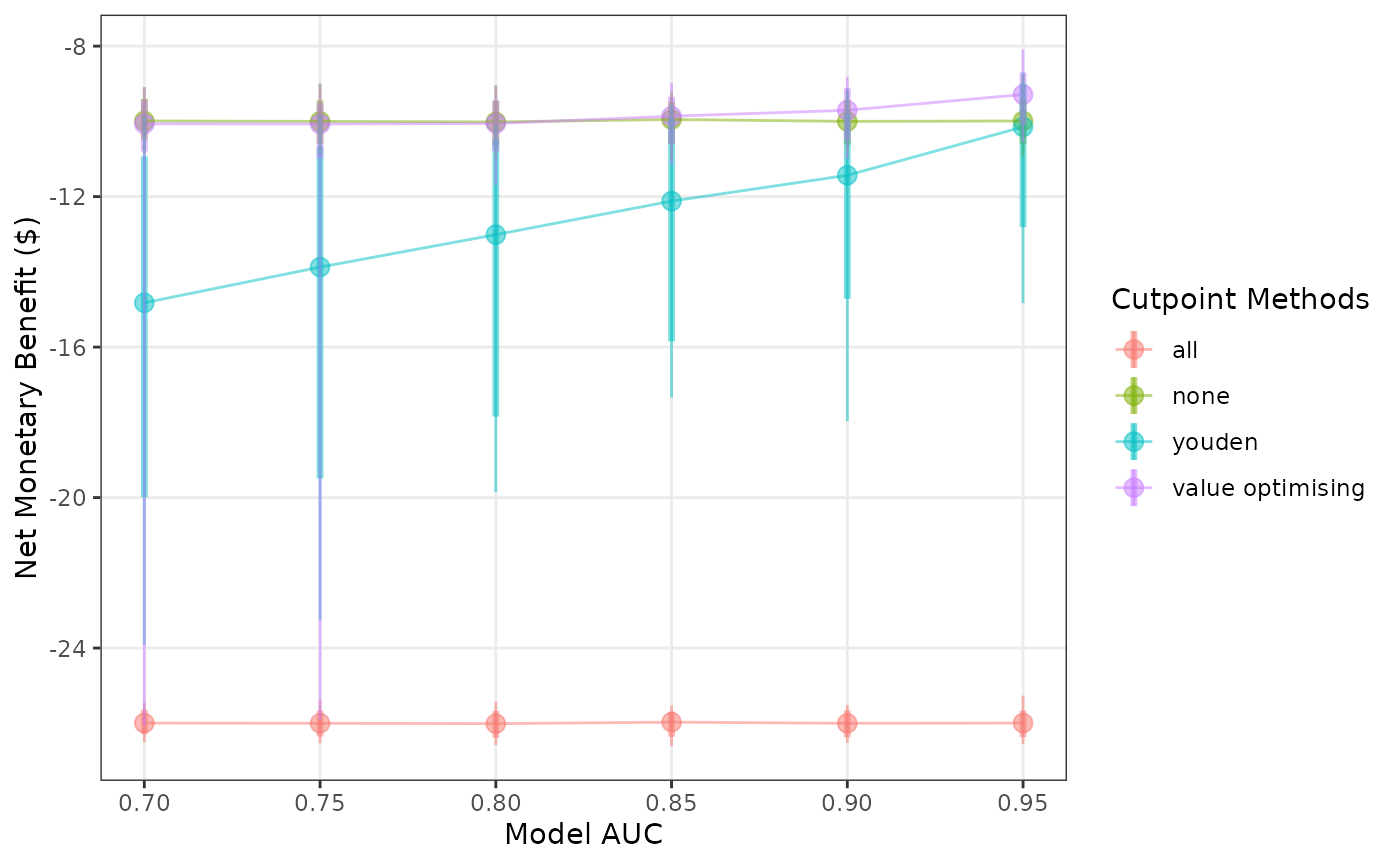 -8
-12
-16
-20
-24
Net Monetary Benefit ($)
0.70 0.75 0.80 0.85 0.90 0.95
Model AUC
Cutpoint Methods
all
none
youden
value optimising